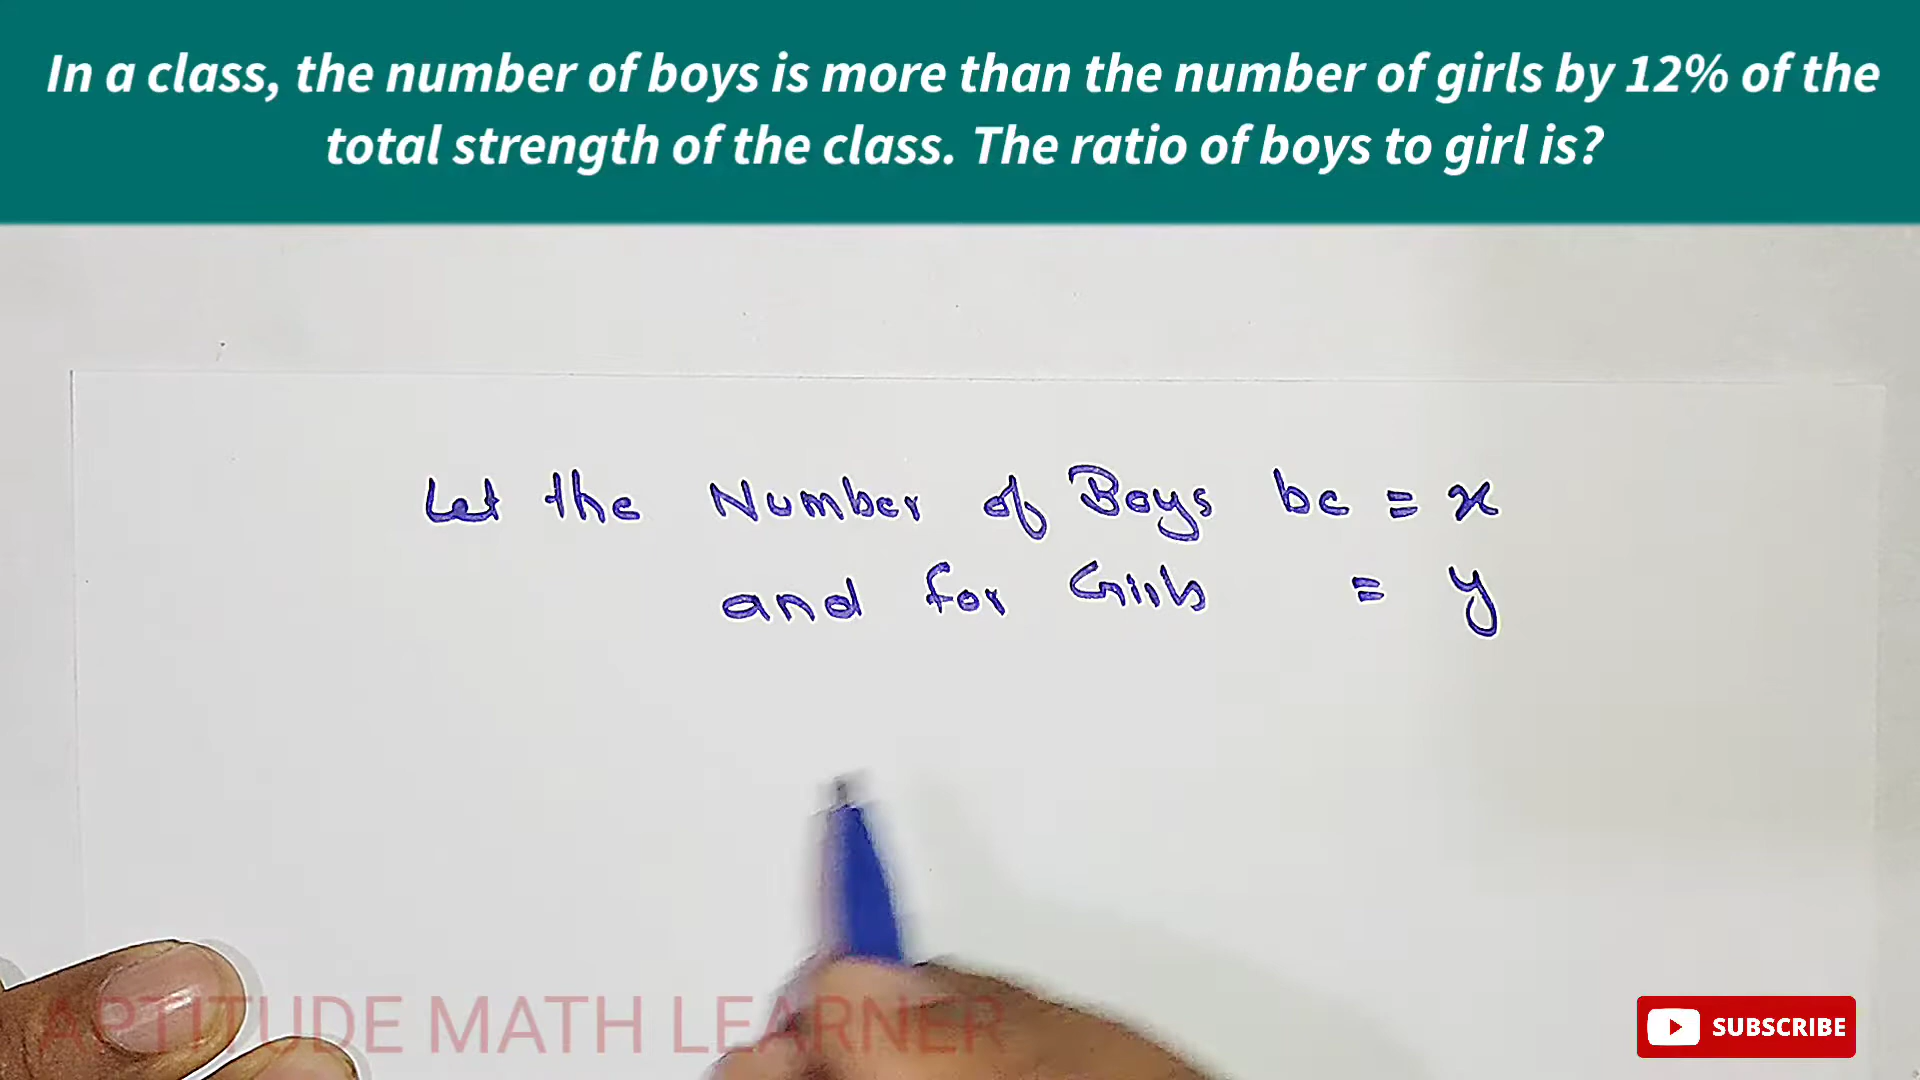 In a class, the number of boys is more than the number of girls by 12% of the
total strength of the class. The ratio of boys to girl is?
Let the Number of Boys be = x
and for Girls = y
APTITUDE MATH LEARNER
SUBSCRIBE